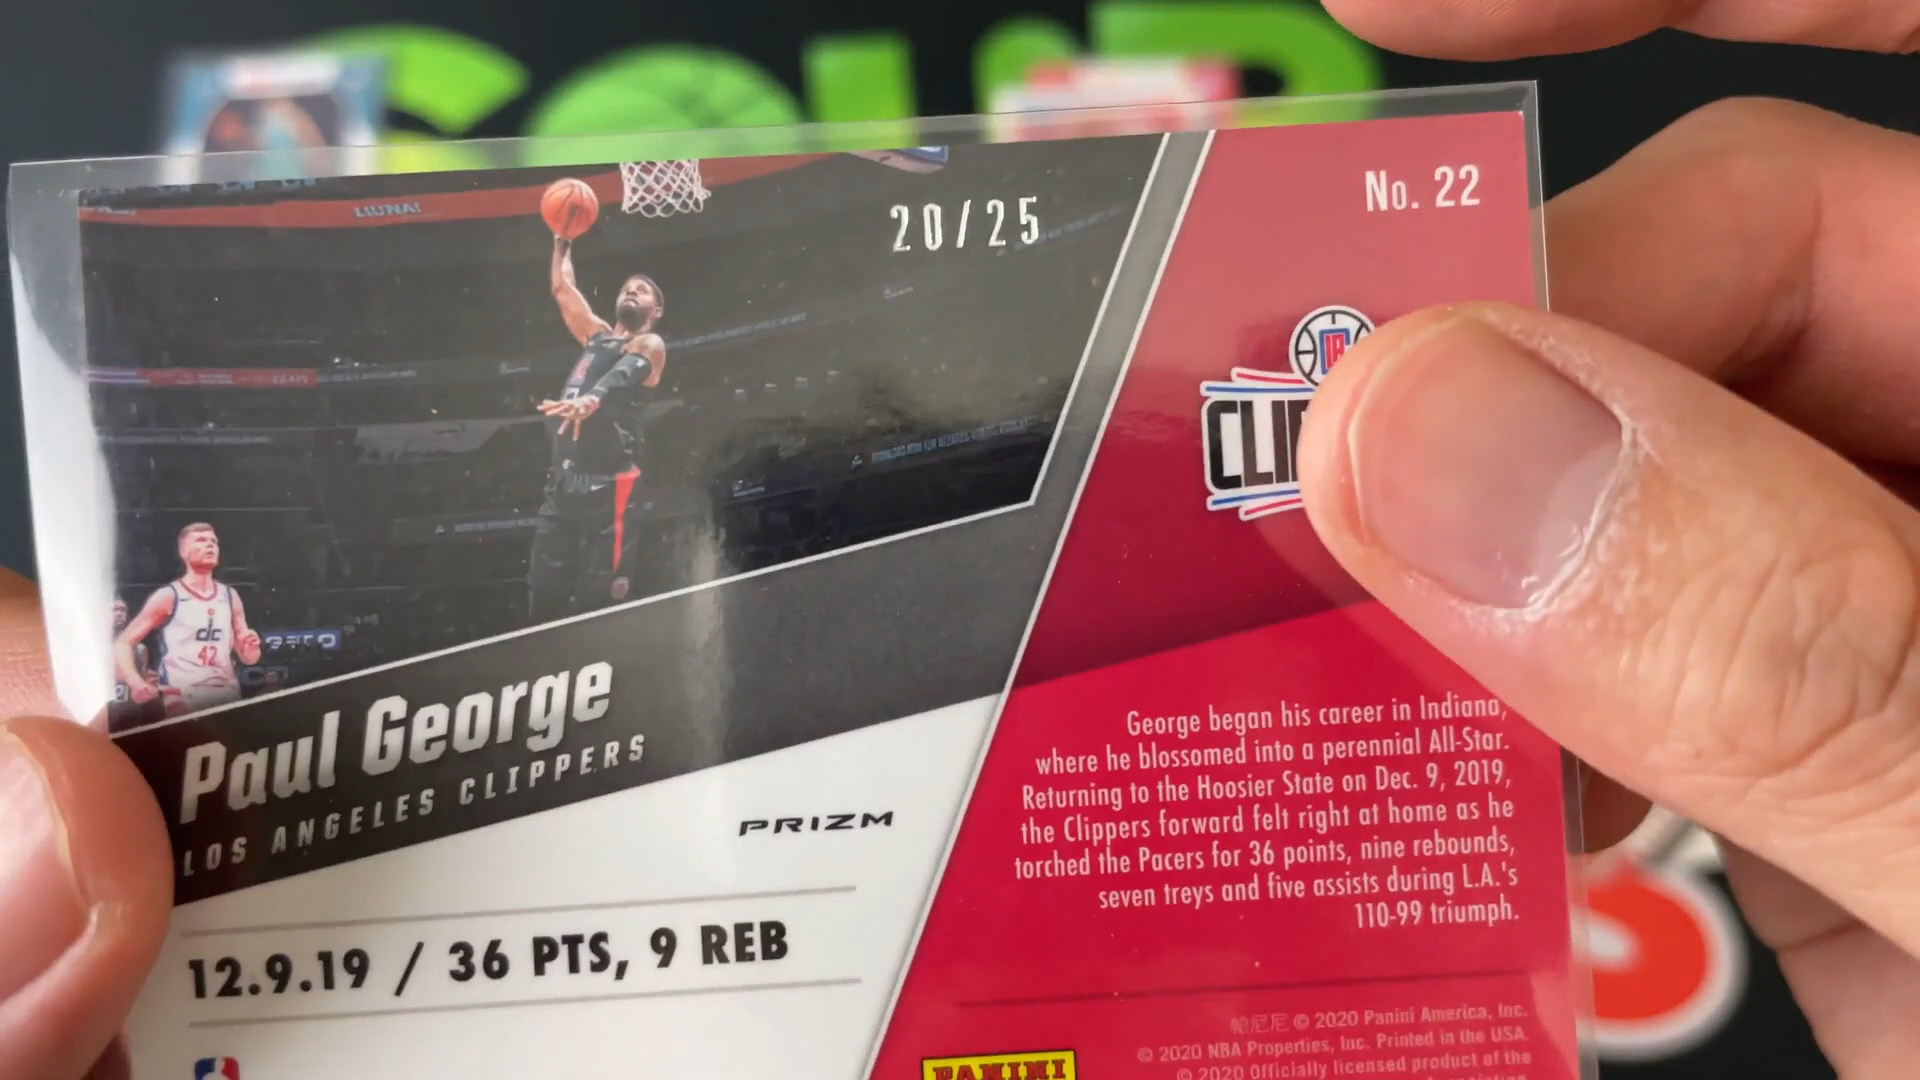 20/25
No. 22
dc
42
Paul George
LOS ANGELES CLIPPERS
PRIZM
12.9.19 / 36 PTS, 9 REB
George began his career in Indiana,
where he blossomed into a perennial All-Star.
Returning to the Hoosier State on Dec. 9, 2019,
the Clippers forward felt right at home as he
torched the Pacers for 36 points, nine rebounds,
seven treys and five assists during L.A.'s
110-99 triumph.
帕尼尼 © 2020 Panini America, Inc.
© 2020 NBA Properties, Inc. Printed in the USA.
© 2020 Officially licensed product of the
PANINI